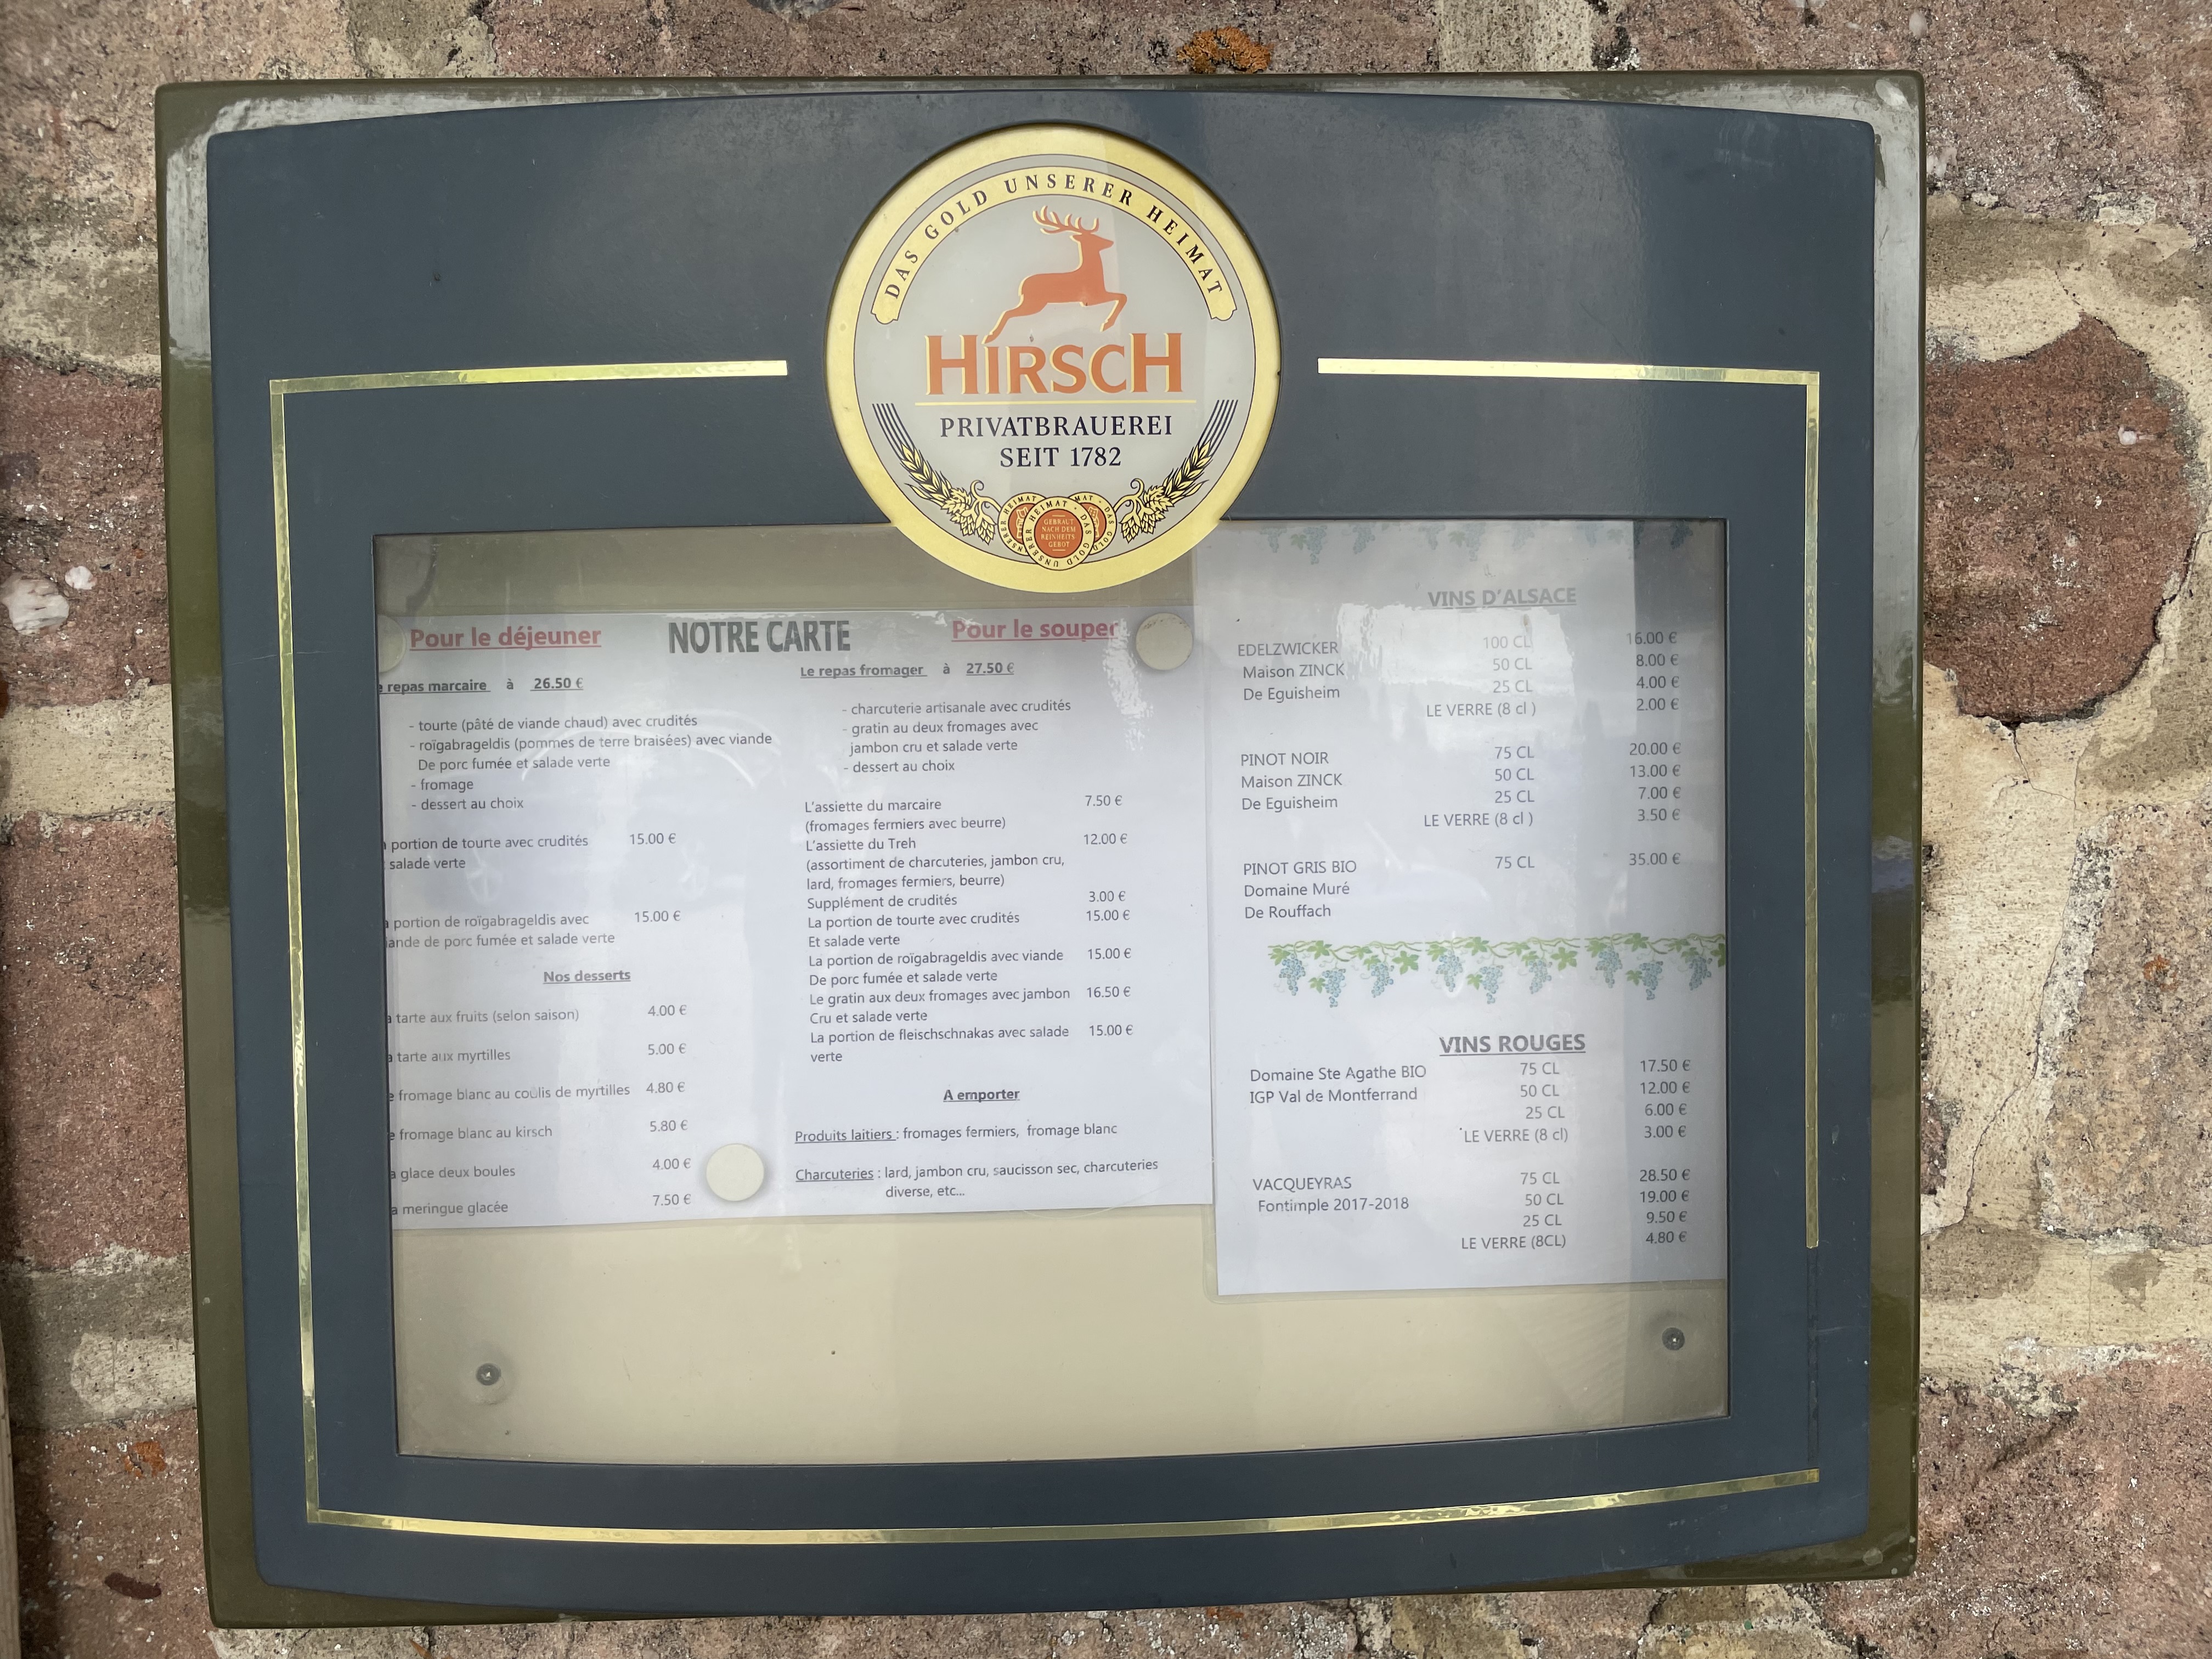 DAS GOLD UNSERER HEIMAT
HIRSCH
PRIVATBRAUEREI
SEIT 1782
GEBRAUT
NACH DEM
REINHEITS
GEBOT
DAS GOLD UNSERER HEIMAT
NOTRE CARTE
Pour le déjeuner
repas marcaire à 26.50 €
- tourte (pâté de viande chaud) avec crudités
- roïgabrageldis (pommes de terre braisées) avec viande
De porc fumée et salade verte
- fromage
- dessert au choix
portion de tourte avec crudités 15.00 €
salade verte
portion de roïgabrageldis avec 15.00 €
ande de porc fumée et salade verte
Nos desserts
tarte aux fruits (selon saison) 4.00 €
tarte aux myrtilles 5.00 €
fromage blanc au coulis de myrtilles 4.80 €
fromage blanc au kirsch 5.80 €
glace deux boules 4.00 €
meringue glacée 7.50 €
Pour le souper
Le repas fromager à 27.50 €
- charcuterie artisanale avec crudités
- gratin au deux fromages avec
jambon cru et salade verte
- dessert au choix
L'assiette du marcaire 7.50 €
(fromages fermiers avec beurre)
L'assiette du Treh 12.00 €
(assortiment de charcuteries, jambon cru,
lard, fromages fermiers, beurre)
Supplément de crudités 3.00 €
La portion de tourte avec crudités 15.00 €
Et salade verte
La portion de roïgabrageldis avec viande 15.00 €
De porc fumée et salade verte
Le gratin aux deux fromages avec jambon 16.50 €
Cru et salade verte
La portion de fleischschnakas avec salade 15.00 €
verte
A emporter
Produits laitiers : fromages fermiers, fromage blanc
Charcuteries : lard, jambon cru, saucisson sec, charcuteries
diverse, etc...
VINS D'ALSACE
EDELZWICKER 100 CL 16.00 €
Maison ZINCK 50 CL 8.00 €
De Eguisheim 25 CL 4.00 €
LE VERRE (8 cl ) 2.00 €
PINOT NOIR 75 CL 20.00 €
Maison ZINCK 50 CL 13.00 €
De Eguisheim 25 CL 7.00 €
LE VERRE (8 cl ) 3.50 €
PINOT GRIS BIO 75 CL 35.00 €
Domaine Muré
De Rouffach
VINS ROUGES
Domaine Ste Agathe BIO 75 CL 17.50 €
IGP Val de Montferrand 50 CL 12.00 €
25 CL 6.00 €
LE VERRE (8 cl) 3.00 €
VACQUEYRAS 75 CL 28.50 €
Fontimple 2017-2018 50 CL 19.00 €
25 CL 9.50 €
LE VERRE (8CL) 4.80 €